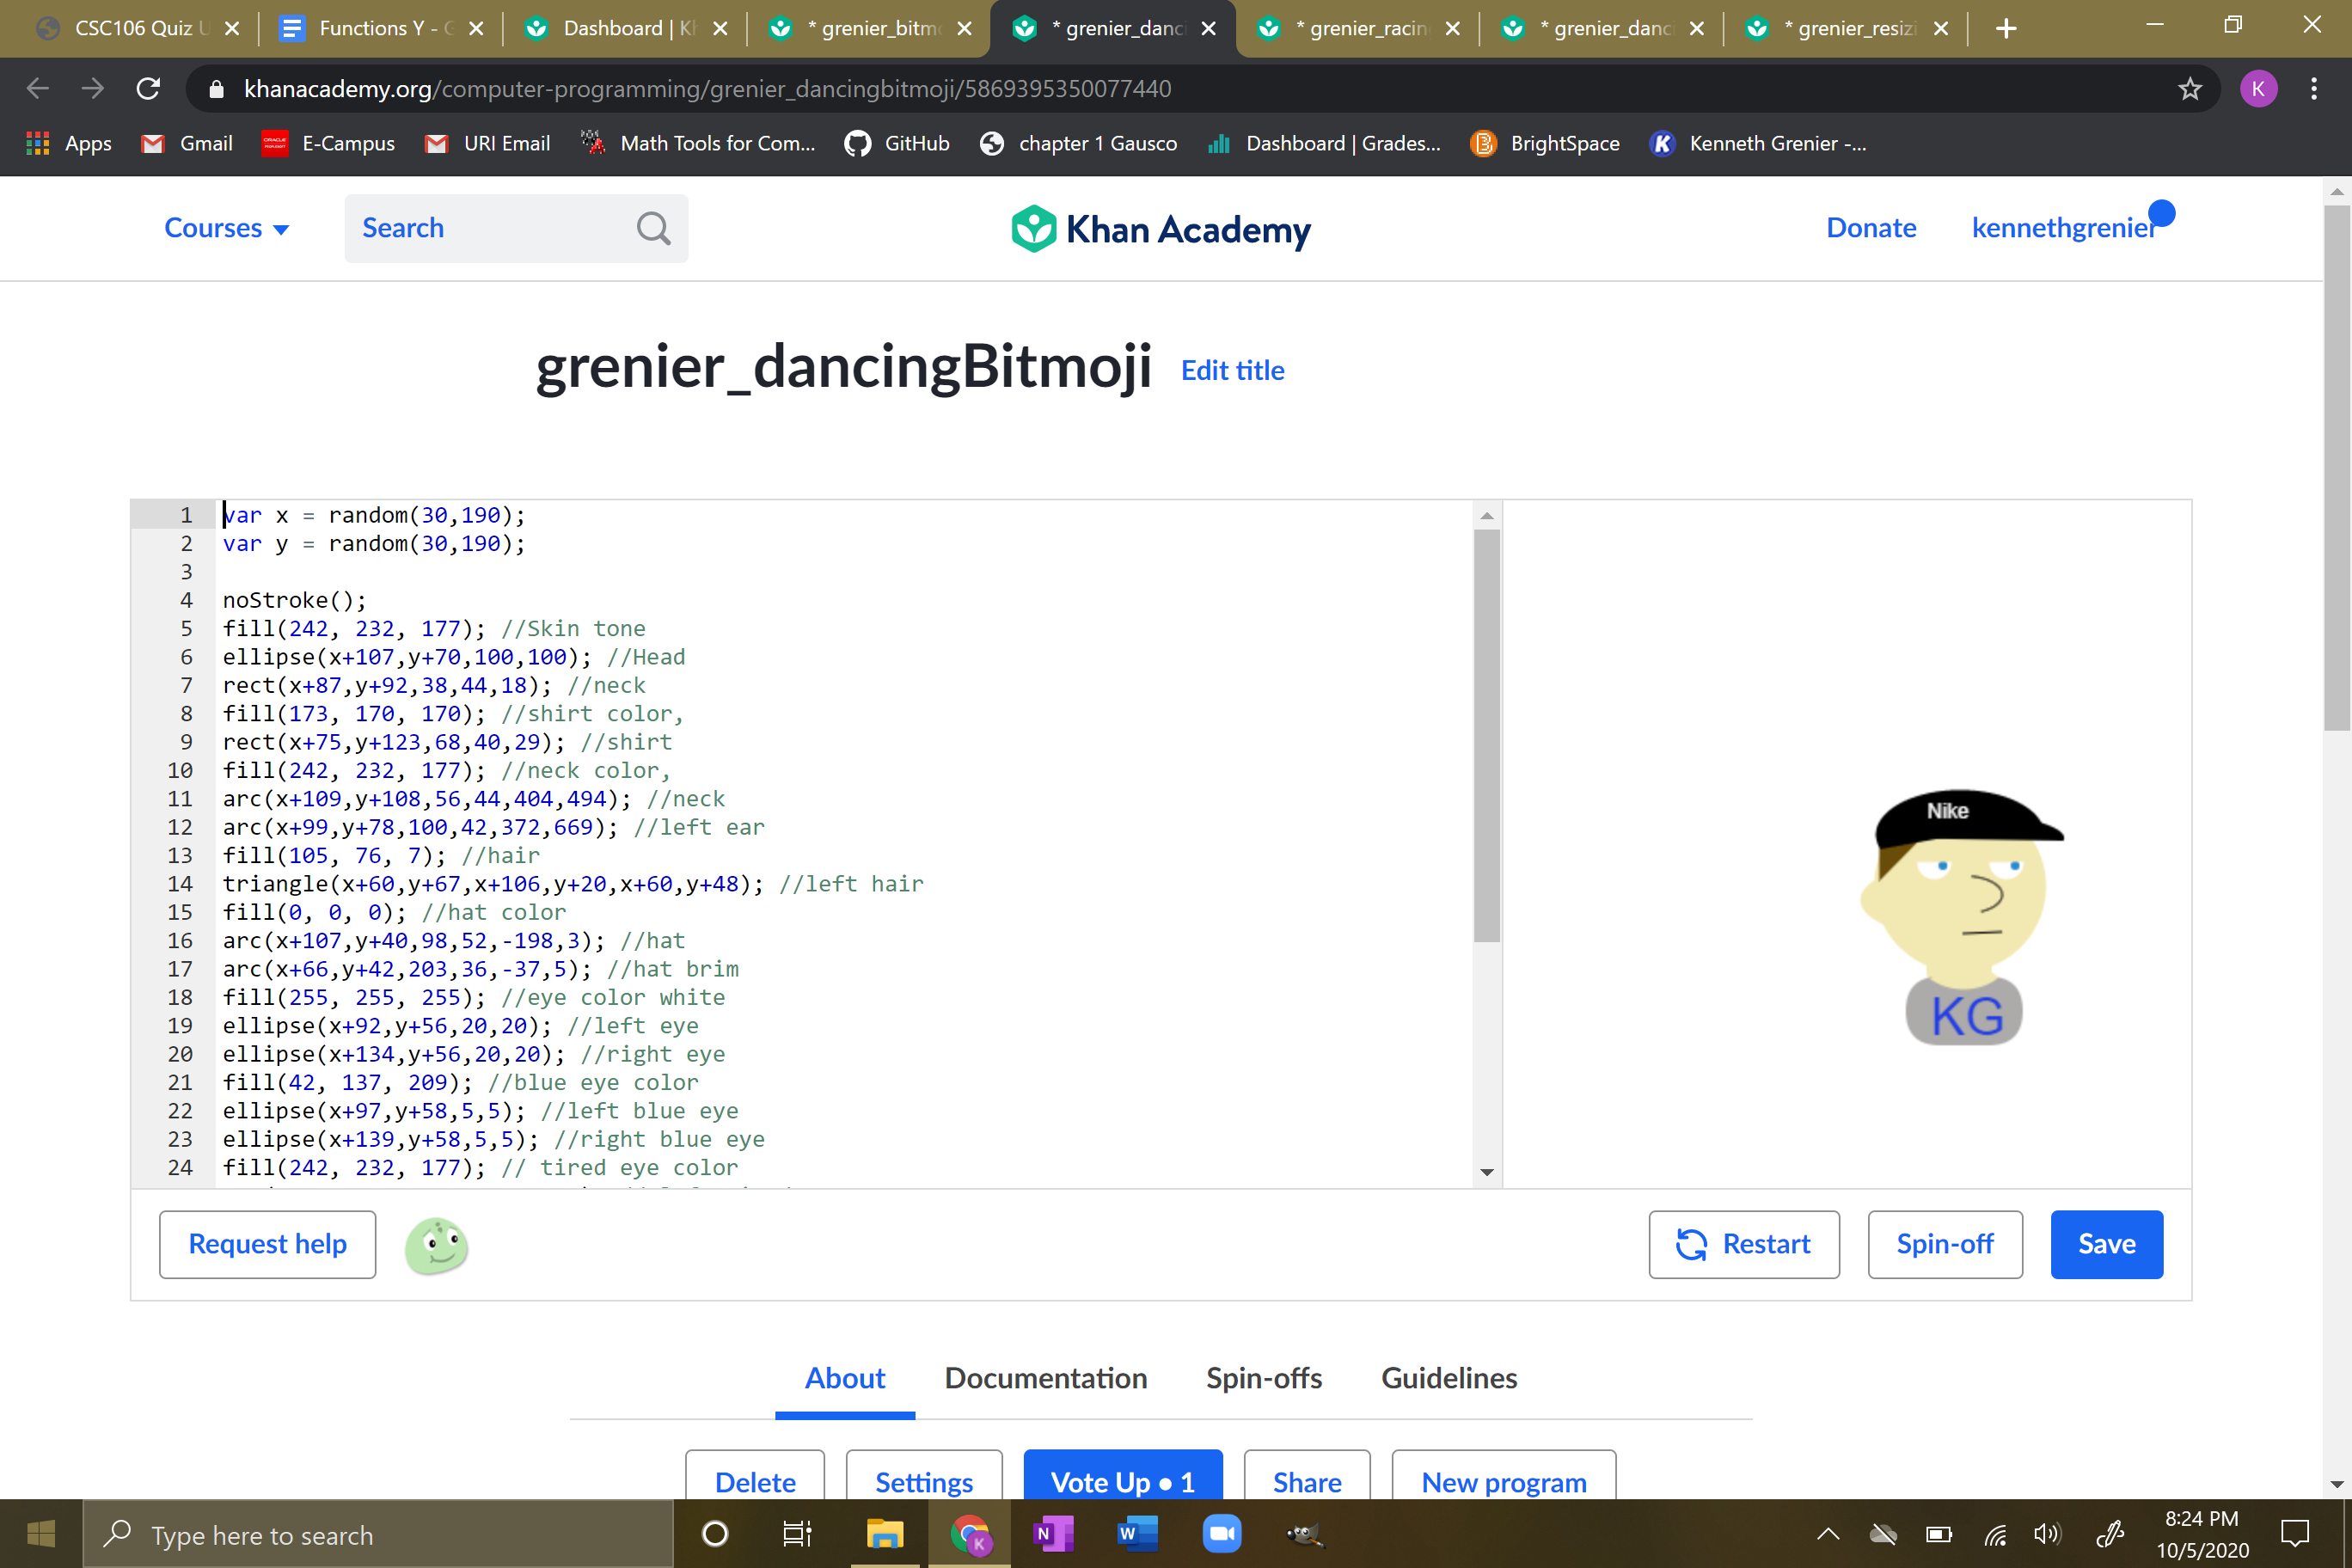 CSC106 Quiz U
Functions Y - G
Dashboard | Kh
* grenier_bitmo
* grenier_danci
* grenier_racin
* grenier_danci
* grenier_resizi
khanacademy.org/computer-programming/grenier_dancingbitmoji/5869395350077440
K
Apps
Gmail
E-Campus
URI Email
Math Tools for Com...
GitHub
chapter 1 Gausco
Dashboard | Grades...
BrightSpace
Kenneth Grenier -...
Courses
Search
Khan Academy
Donate
kennethgrenier
grenier_dancingBitmoji
Edit title
1 var x = random(30,190);
2 var y = random(30,190);
3
4 noStroke();
5 fill(242, 232, 177); //Skin tone
6 ellipse(x+107,y+70,100,100); //Head
7 rect(x+87,y+92,38,44,18); //neck
8 fill(173, 170, 170); //shirt color,
9 rect(x+75,y+123,68,40,29); //shirt
10 fill(242, 232, 177); //neck color,
11 arc(x+109,y+108,56,44,404,494); //neck
12 arc(x+99,y+78,100,42,372,669); //left ear
13 fill(105, 76, 7); //hair
14 triangle(x+60,y+67,x+106,y+20,x+60,y+48); //left hair
15 fill(0, 0, 0); //hat color
16 arc(x+107,y+40,98,52,-198,3); //hat
17 arc(x+66,y+42,203,36,-37,5); //hat brim
18 fill(255, 255, 255); //eye color white
19 ellipse(x+92,y+56,20,20); //left eye
20 ellipse(x+134,y+56,20,20); //right eye
21 fill(42, 137, 209); //blue eye color
22 ellipse(x+97,y+58,5,5); //left blue eye
23 ellipse(x+139,y+58,5,5); //right blue eye
24 fill(242, 232, 177); // tired eye color
Nike
KG
Request help
Restart
Spin-off
Save
About
Documentation
Spin-offs
Guidelines
Delete
Settings
Vote Up • 1
Share
New program
Type here to search
8:24 PM
10/5/2020